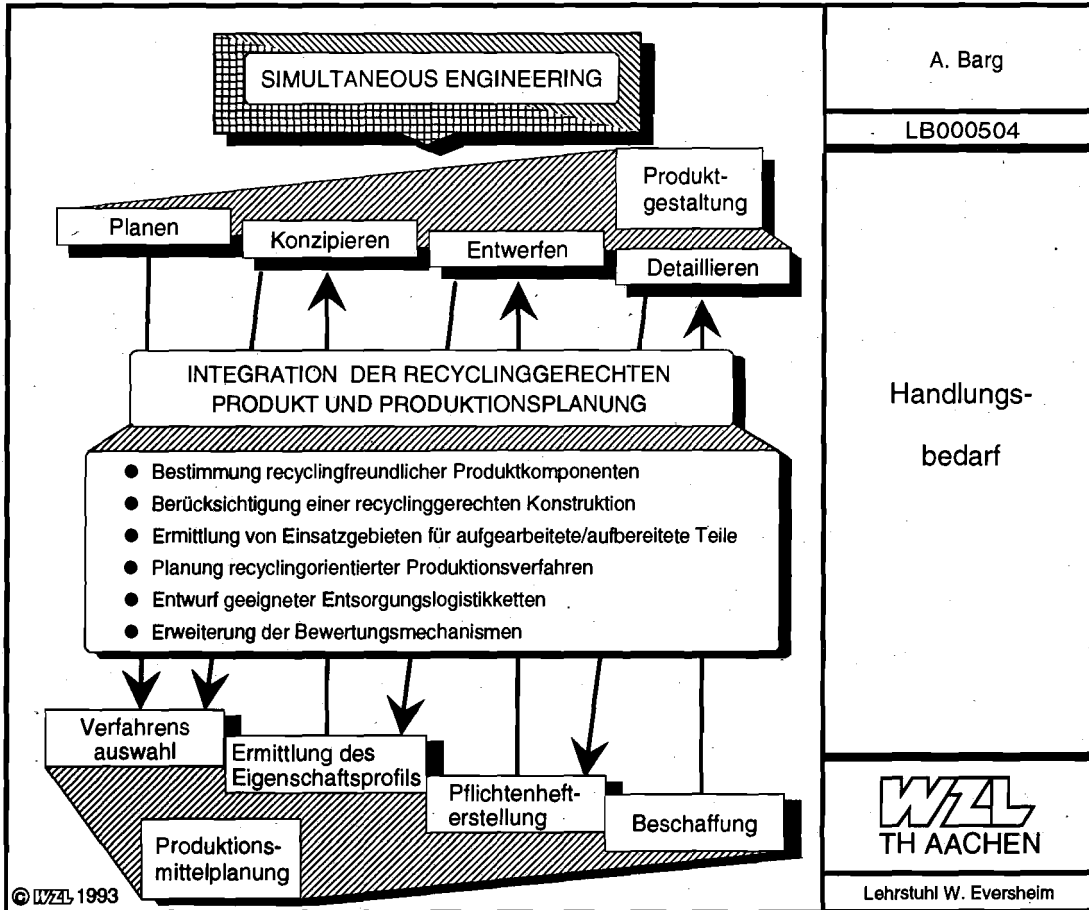 SIMULTANEOUS ENGINEERING
Produkt-
gestaltung
Planen
Konzipieren
Entwerfen
Detaillieren
INTEGRATION DER RECYCLINGGERECHTEN
PRODUKT UND PRODUKTIONSPLANUNG
● Bestimmung recyclingfreundlicher Produktkomponenten
● Berücksichtigung einer recyclinggerechten Konstruktion
● Ermittlung von Einsatzgebieten für aufgearbeitete/aufbereitete Teile
● Planung recyclingorientierter Produktionsverfahren
● Entwurf geeigneter Entsorgungslogistikketten
● Erweiterung der Bewertungsmechanismen
Verfahrens
auswahl
Ermittlung des
Eigenschaftsprofils
Pflichtenheft-
erstellung
Beschaffung
Produktions-
mittelplanung
© WZL 1993
A. Barg
LB000504
Handlungs-
bedarf
WZL
TH AACHEN
Lehrstuhl W. Eversheim